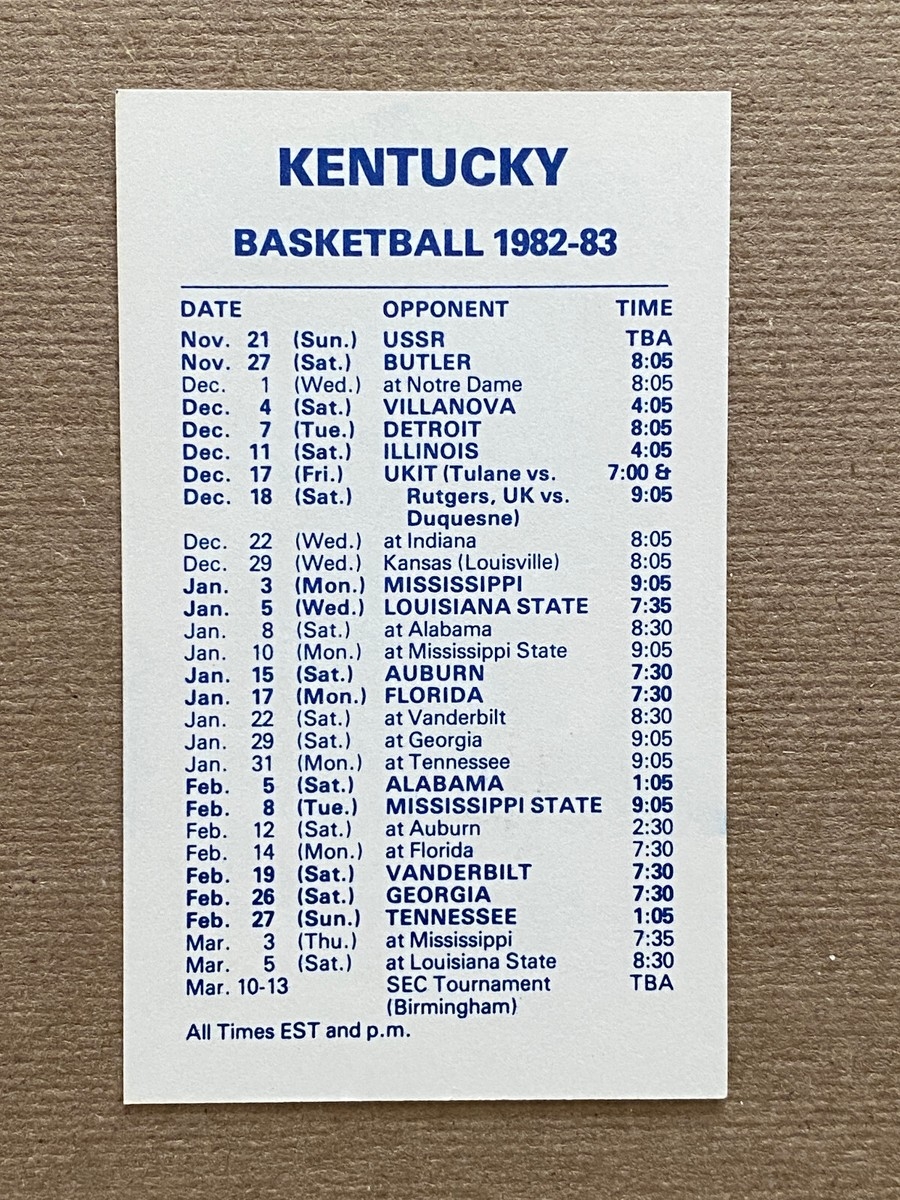 KENTUCKY
BASKETBALL 1982-83
DATE OPPONENT TIME
Nov. 21 (Sun.) USSR TBA
Nov. 27 (Sat.) BUTLER 8:05
Dec. 1 (Wed.) at Notre Dame 8:05
Dec. 4 (Sat.) VILLANOVA 4:05
Dec. 7 (Tue.) DETROIT 8:05
Dec. 11 (Sat.) ILLINOIS 4:05
Dec. 17 (Fri.) UKIT (Tulane vs. 7:00 &
Dec. 18 (Sat.) Rutgers, UK vs. 9:05
Duquesne)
Dec. 22 (Wed.) at Indiana 8:05
Dec. 29 (Wed.) Kansas (Louisville) 8:05
Jan. 3 (Mon.) MISSISSIPPI 9:05
Jan. 5 (Wed.) LOUISIANA STATE 7:35
Jan. 8 (Sat.) at Alabama 8:30
Jan. 10 (Mon.) at Mississippi State 9:05
Jan. 15 (Sat.) AUBURN 7:30
Jan. 17 (Mon.) FLORIDA 7:30
Jan. 22 (Sat.) at Vanderbilt 8:30
Jan. 29 (Sat.) at Georgia 9:05
Jan. 31 (Mon.) at Tennessee 9:05
Feb. 5 (Sat.) ALABAMA 1:05
Feb. 8 (Tue.) MISSISSIPPI STATE 9:05
Feb. 12 (Sat.) at Auburn 2:30
Feb. 14 (Mon.) at Florida 7:30
Feb. 19 (Sat.) VANDERBILT 7:30
Feb. 26 (Sat.) GEORGIA 7:30
Feb. 27 (Sun.) TENNESSEE 1:05
Mar. 3 (Thu.) at Mississippi 7:35
Mar. 5 (Sat.) at Louisiana State 8:30
Mar. 10-13 SEC Tournament TBA
(Birmingham)
All Times EST and p.m.